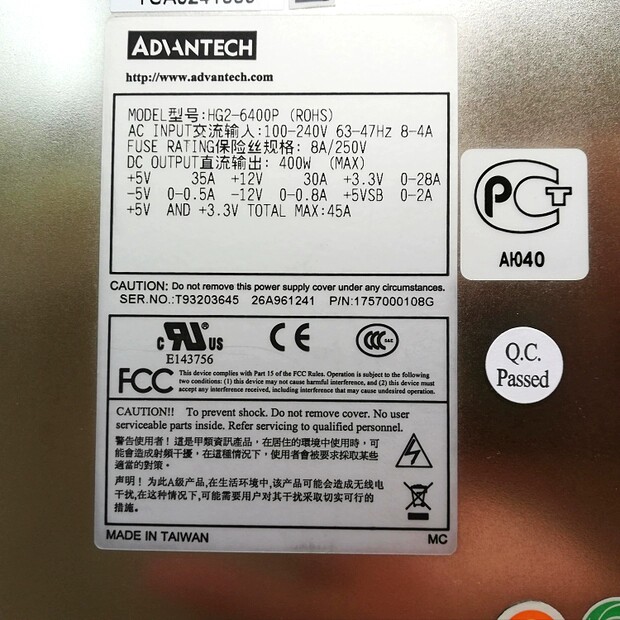 ADVANTECH
http://www.advantech.com
MODEL型号:HG2-6400P (ROHS)
AC INPUT交流输入:100-240V 63-47Hz 8-4A
FUSE RATING保险丝规格: 8A/250V
DC OUTPUT直流输出: 400W (MAX)
+5V 35A +12V 30A +3.3V 0-28A
-5V 0-0.5A -12V 0-0.8A +5VSB 0-2A
+5V AND +3.3V TOTAL MAX:45A
CAUTION: Do not remove this power supply cover under any circumstances.
SER.NO.:T93203645 26A961241 P/N:1757000108G
c RU US
E143756
CE
CCC
S&E
FCC
This device complies with Part 15 of the FCC Rules. Operation is subject to the following
two conditions: (1) this device may not cause harmful interference, and (2) this device must
accept any interference received, including interference that may cause undesired operation.
CAUTION!! To prevent shock. Do not remove cover. No user
serviceable parts inside. Refer servicing to qualified personnel.
警告使用者！這是甲類資訊產品，在居住的環境中使用時，可
能會造成射頻干擾，在這種情況下，使用者會被要求採取某些
適當的對策。
声明！为此A级产品,在生活环境中,该产品可能会造成无线电
干扰,在这种情况下,可能需要用户对其干扰采取切实可行的
措施。
MADE IN TAIWAN MC
PCT
AЮ40
Q.C.
Passed